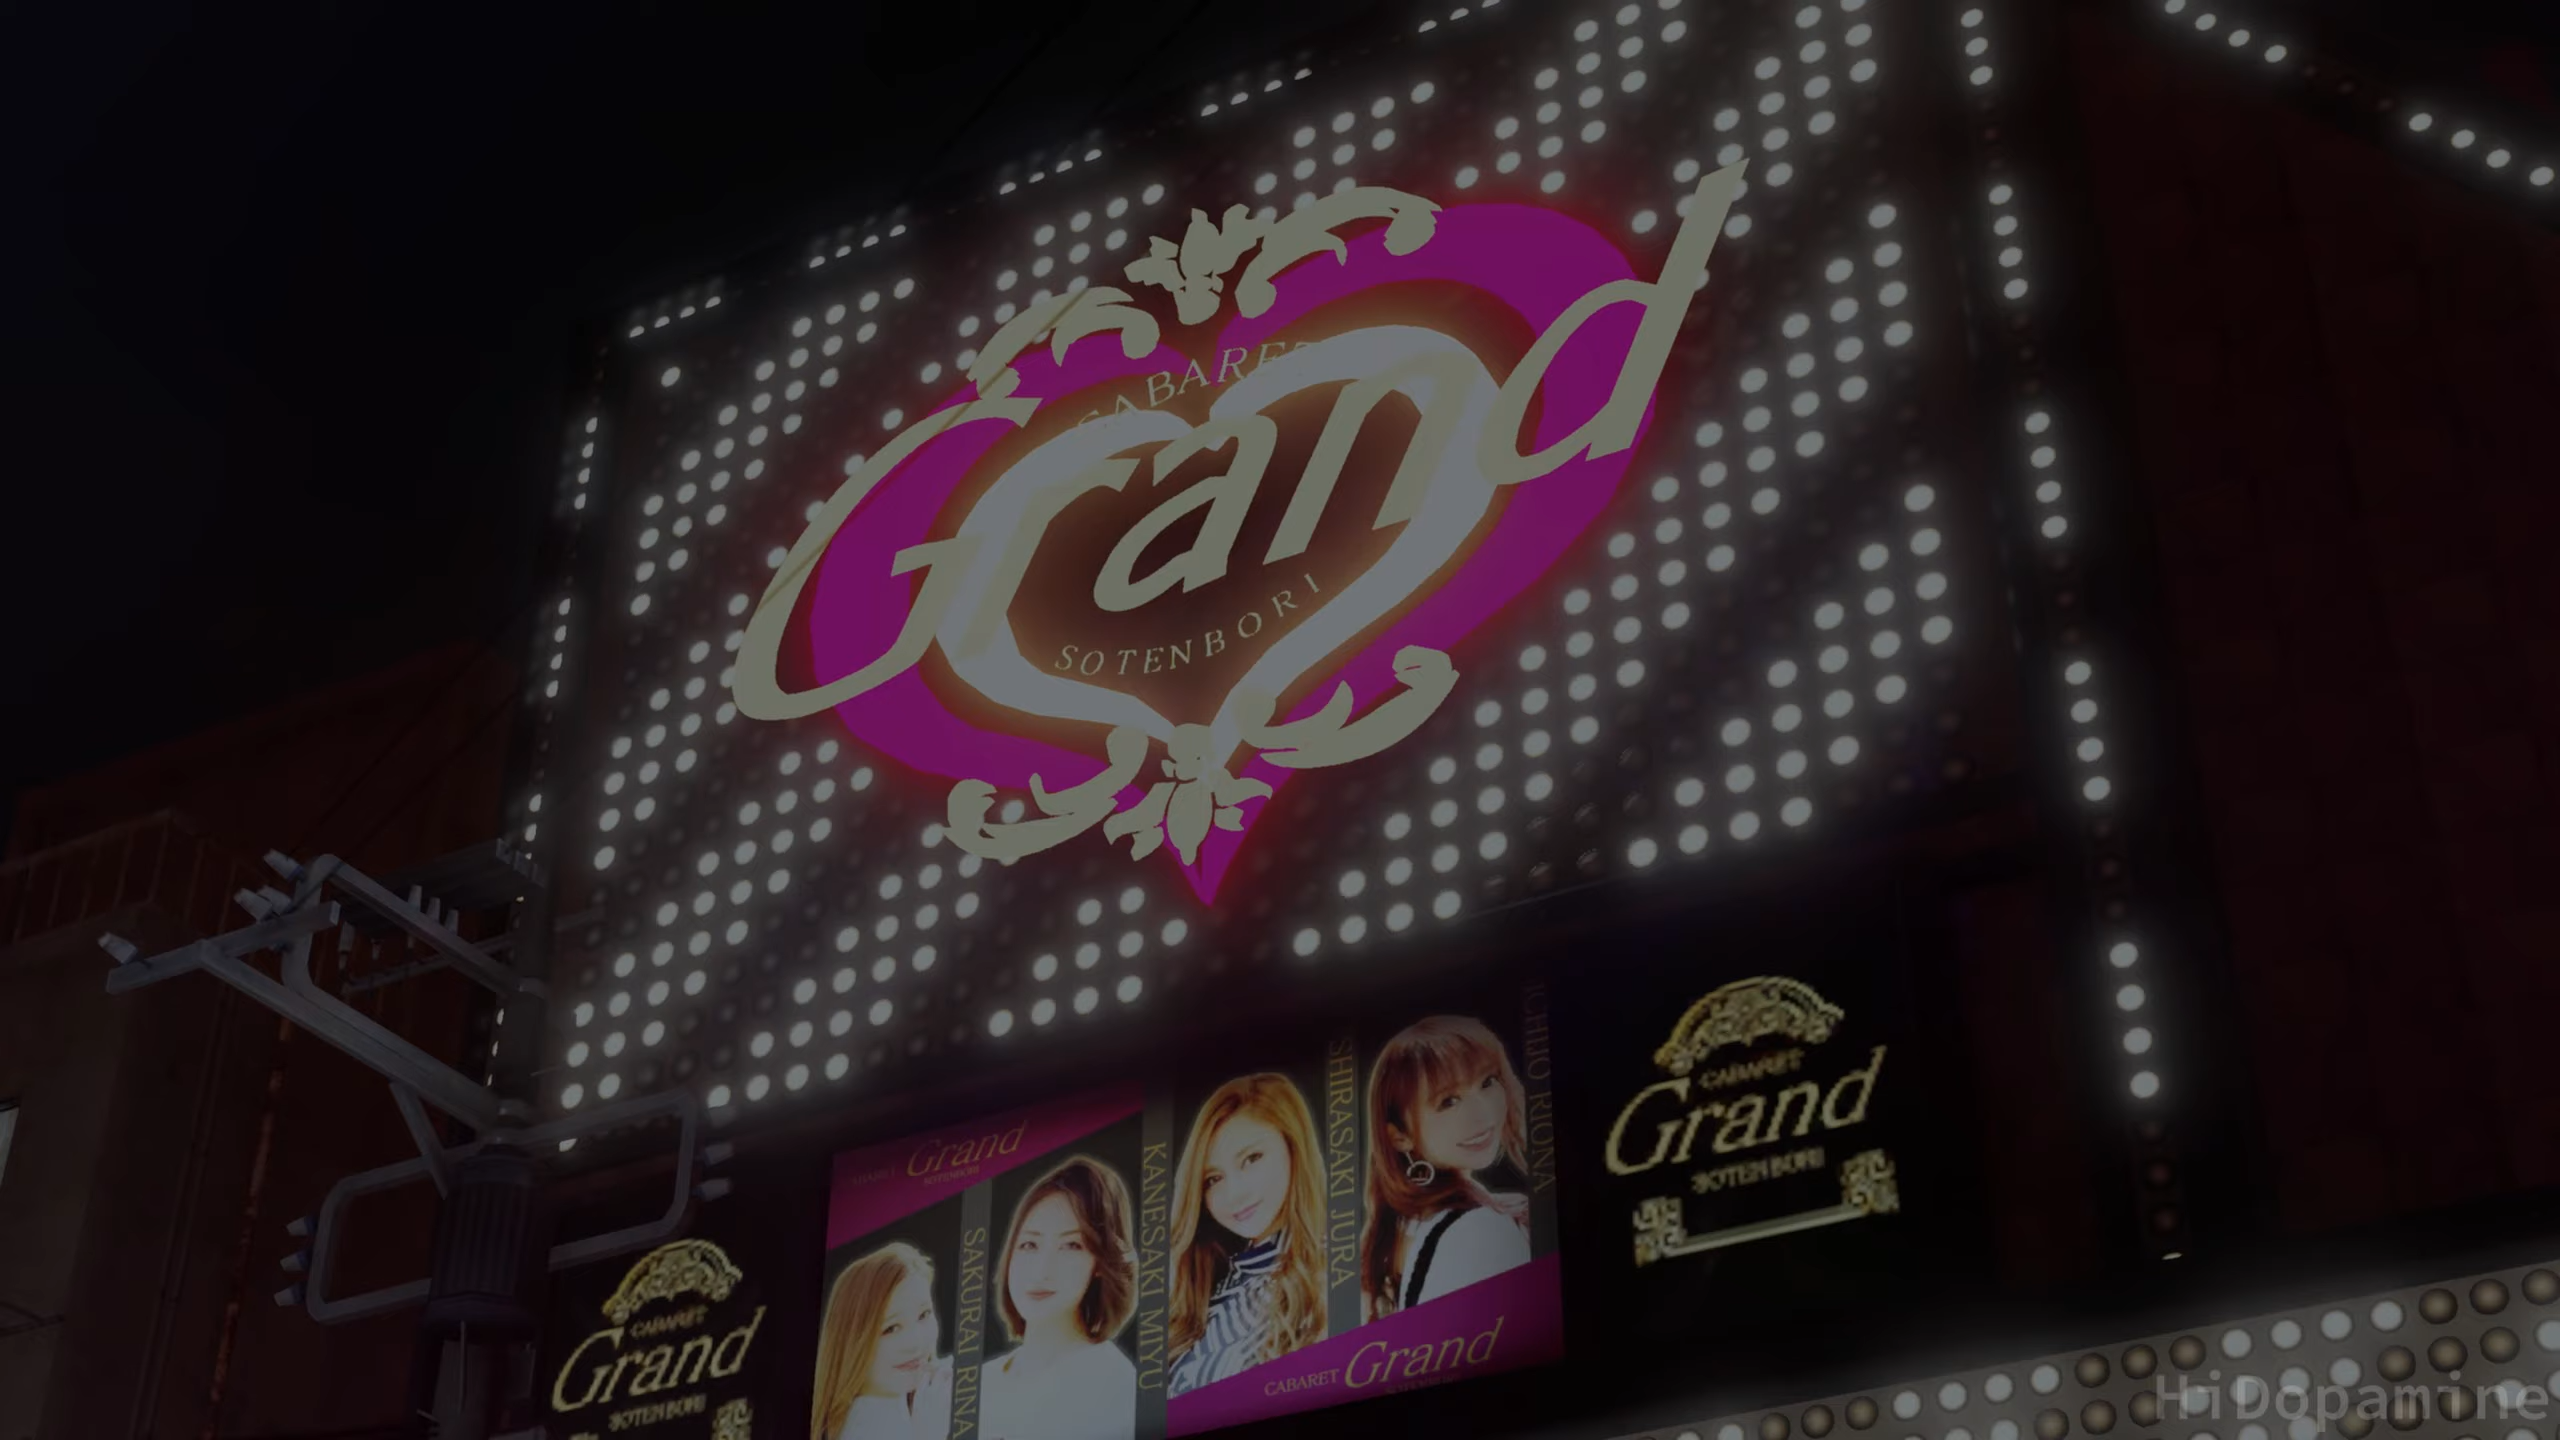 CABARET
Grand
SOTENBORI
Grand
SOTENBORI
SAKURAI RINA
KANESAKI MIYU
SHIRASAKI JURA
ICHIJO RIONA
CABARET Grand
CABARET
Grand
SOTENBORI
CABARET
Grand
SOTENBORI
HiDopamine